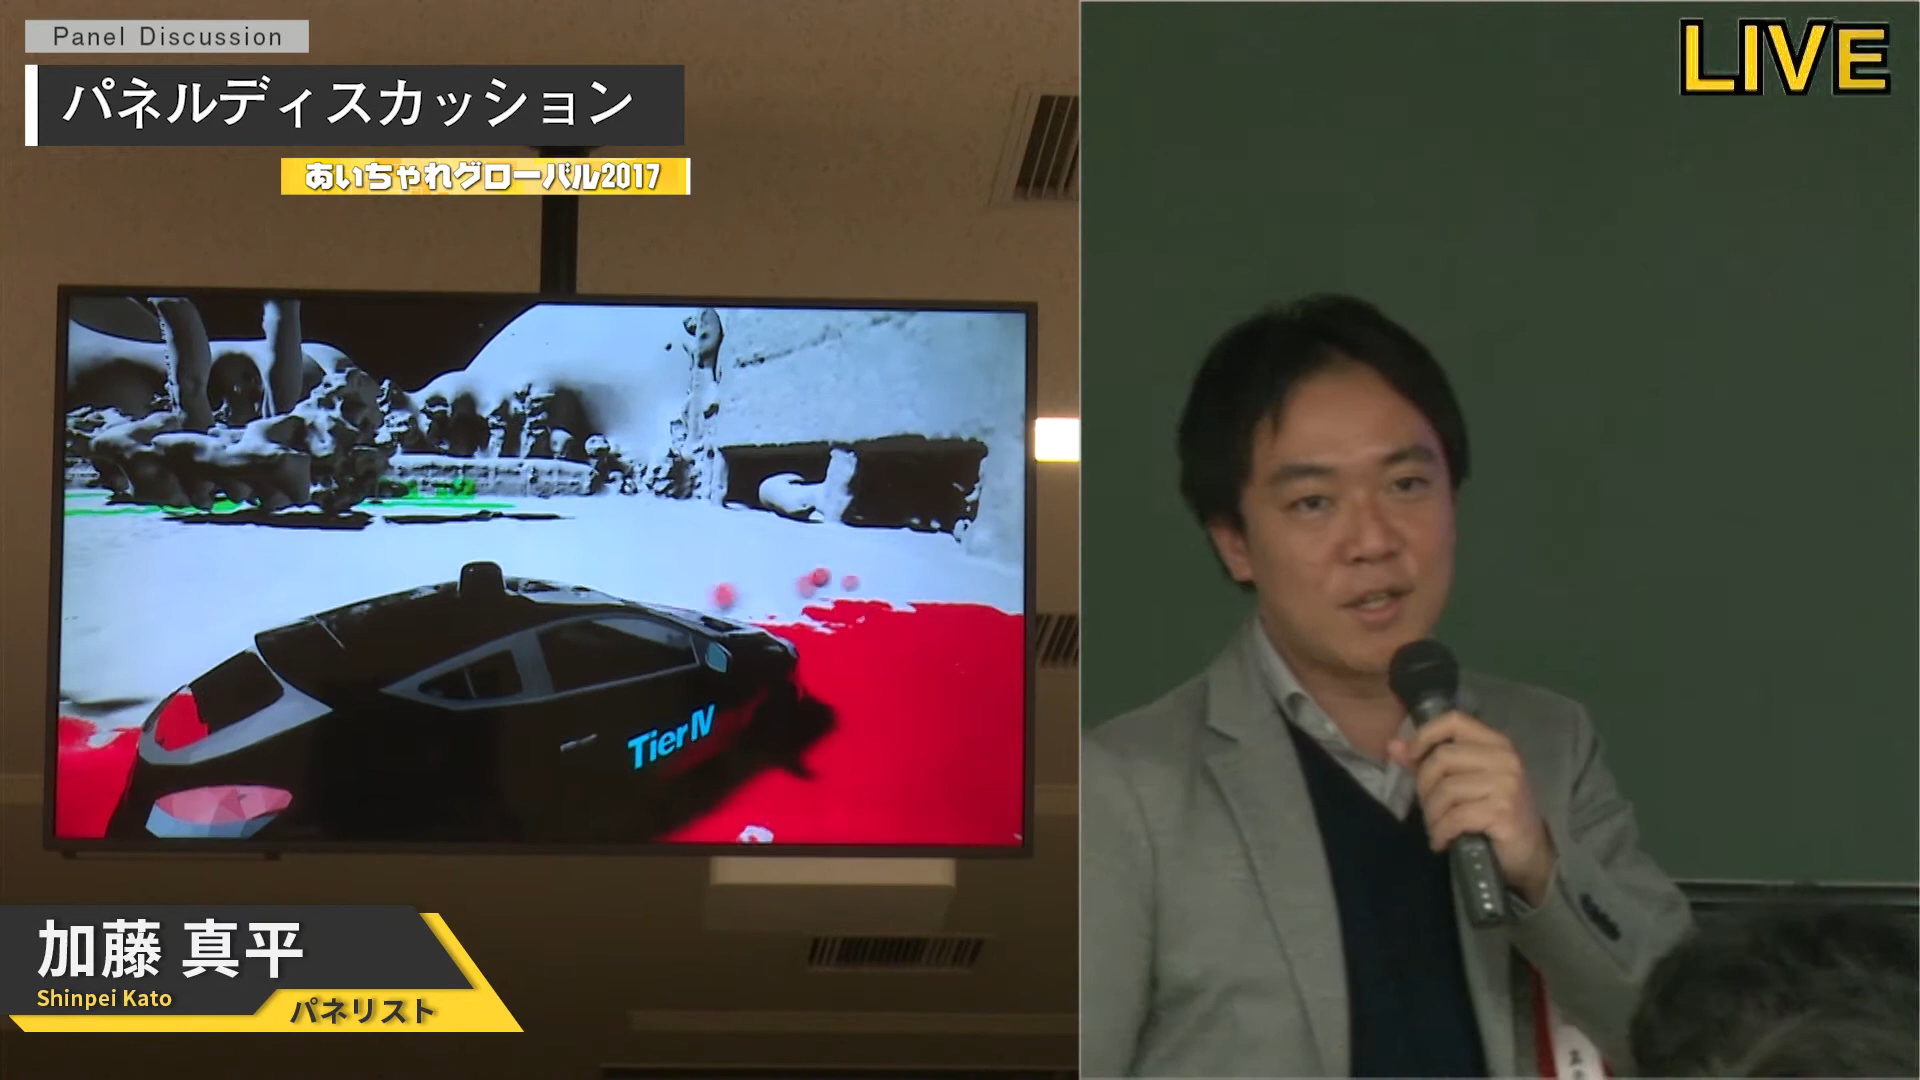 Panel Discussion
パネルディスカッション
あいちゃれグローバル2017
LIVE
TierIV
加藤 真平
Shinpei Kato
パネリスト